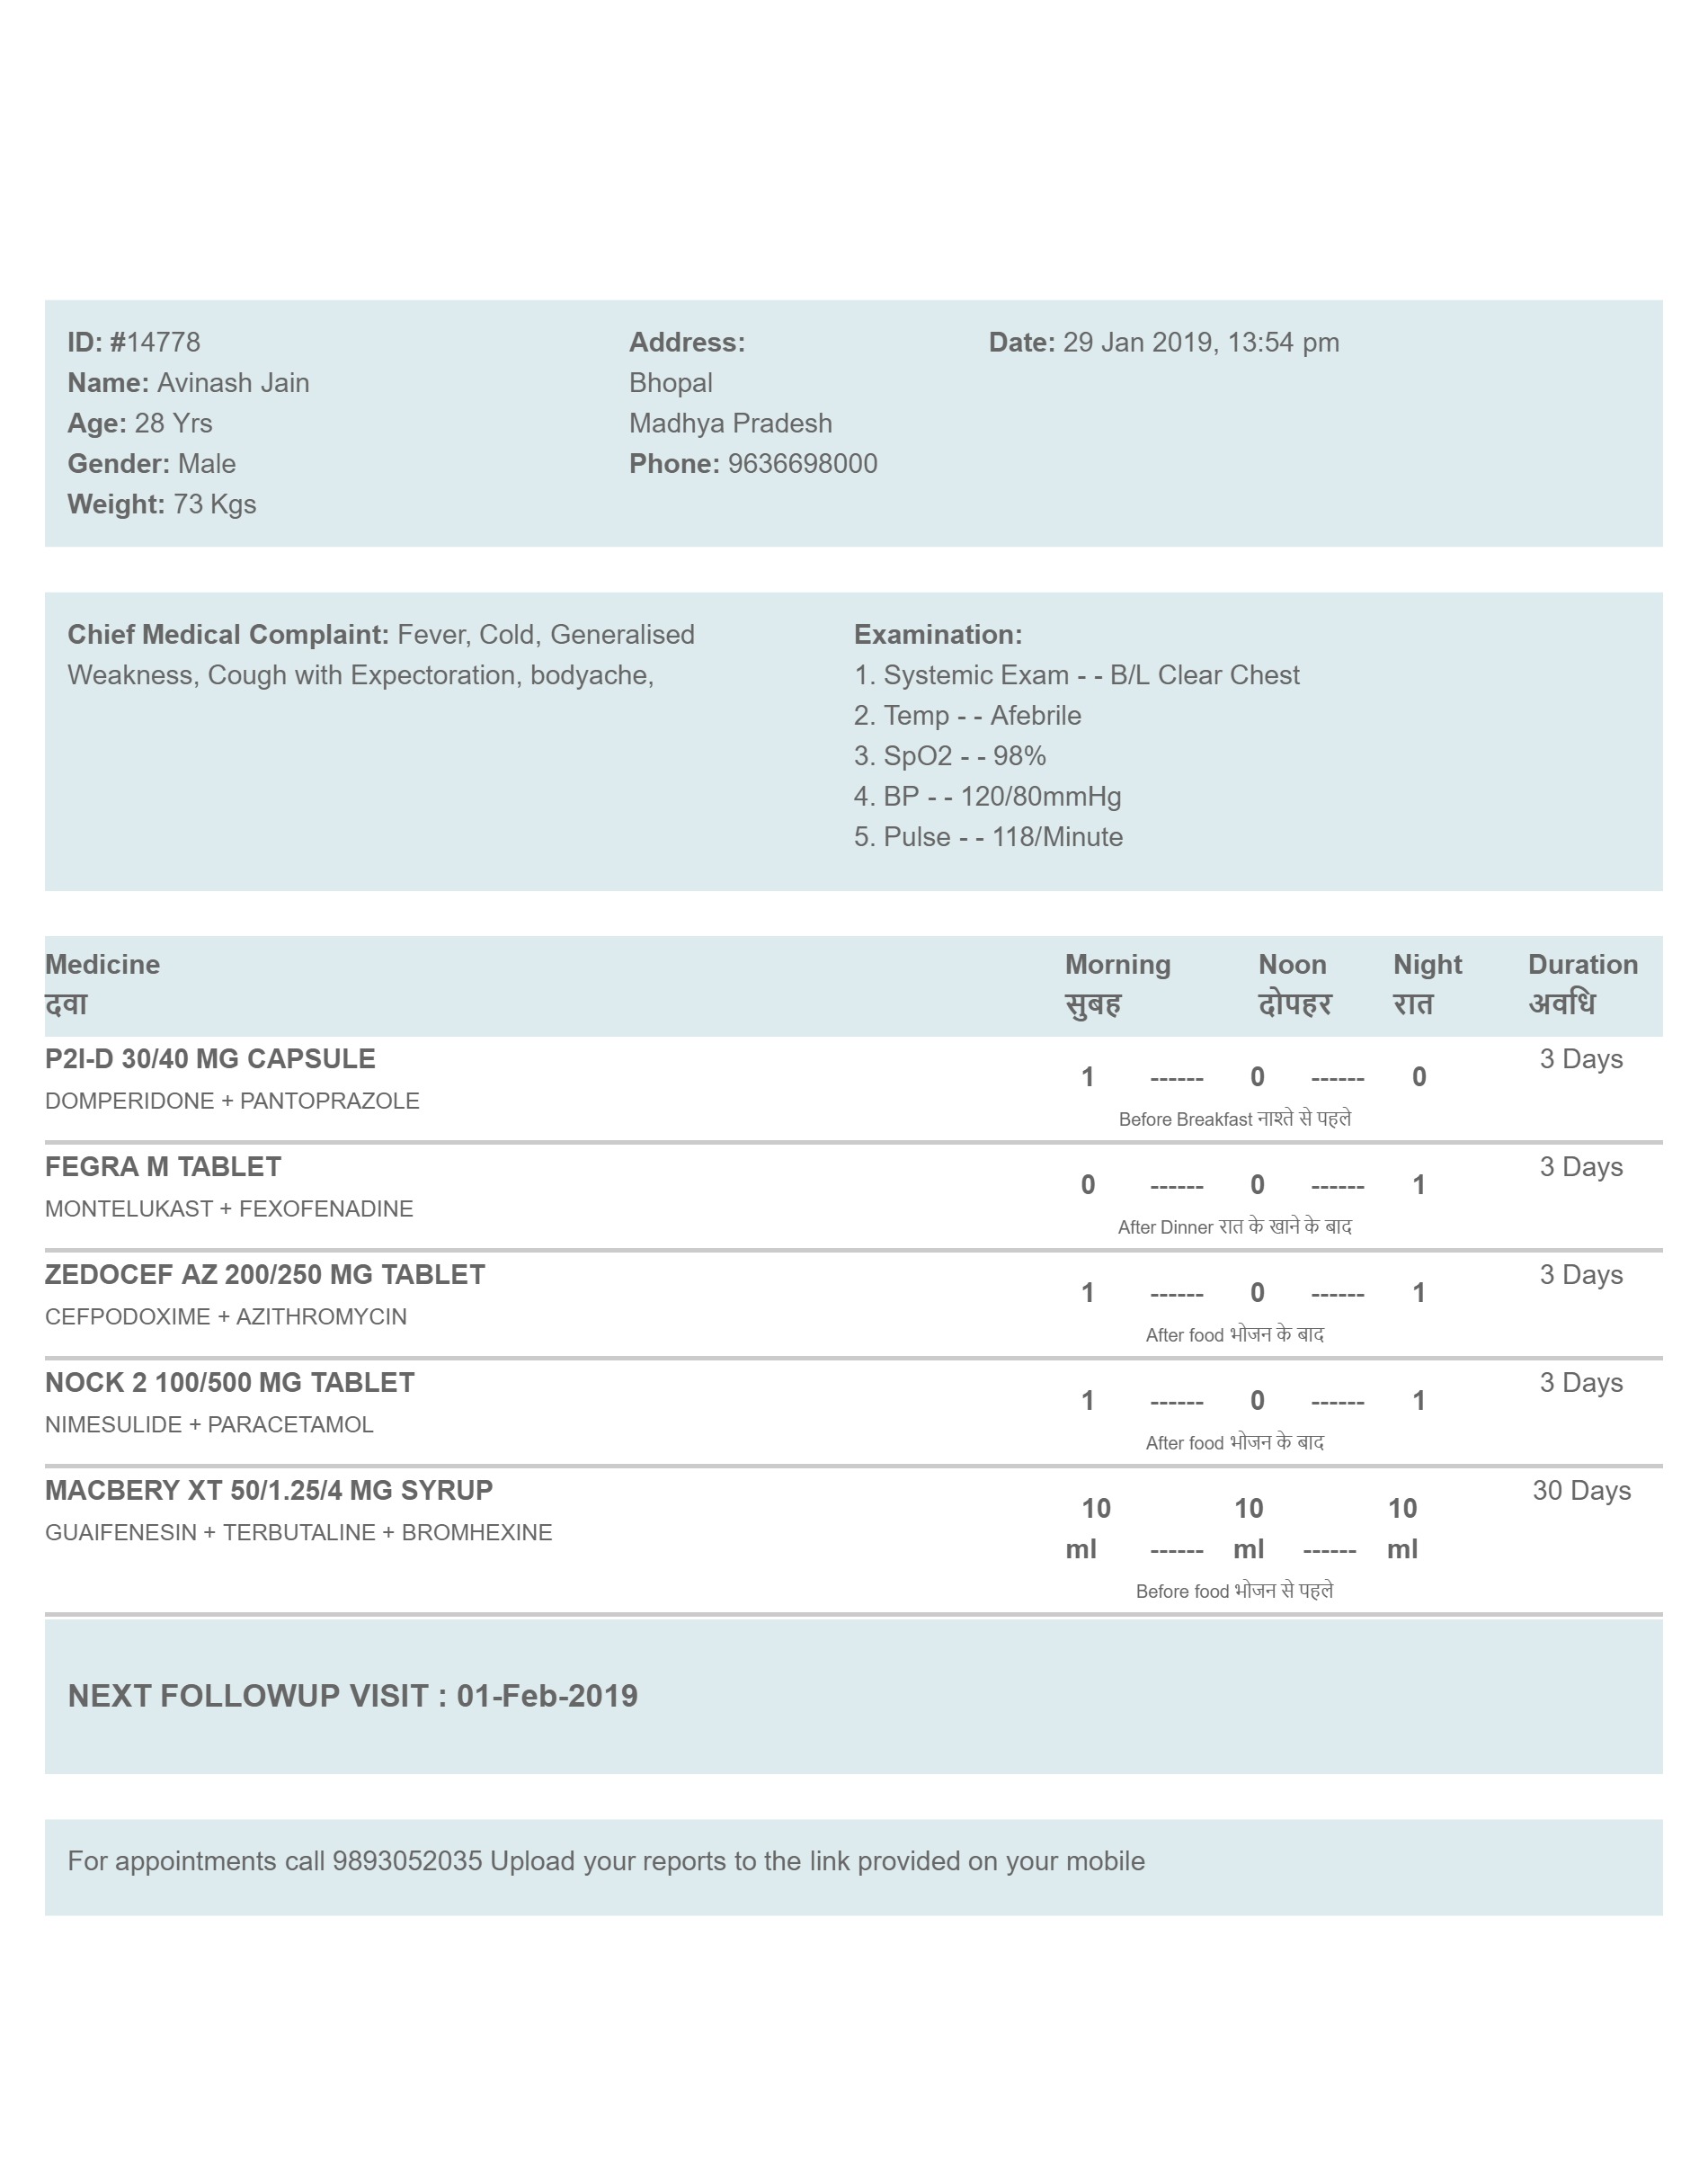 ID: #14778
Name: Avinash Jain
Age: 28 Yrs
Gender: Male
Weight: 73 Kgs
Address:
Bhopal
Madhya Pradesh
Phone: 9636698000
Date: 29 Jan 2019, 13:54 pm
Chief Medical Complaint: Fever, Cold, Generalised
Weakness, Cough with Expectoration, bodyache,
Examination:
1. Systemic Exam - - B/L Clear Chest
2. Temp - - Afebrile
3. SpO2 - - 98%
4. BP - - 120/80mmHg
5. Pulse - - 118/Minute
Medicine Morning Noon Night Duration
दवा सुबह दोपहर रात अवधि
P2I-D 30/40 MG CAPSULE 3 Days
1 ------ 0 ------ 0
DOMPERIDONE + PANTOPRAZOLE
Before Breakfast नाश्ते से पहले
FEGRA M TABLET 3 Days
0 ------ 0 ------ 1
MONTELUKAST + FEXOFENADINE
After Dinner रात के खाने के बाद
ZEDOCEF AZ 200/250 MG TABLET 3 Days
1 ------ 0 ------ 1
CEFPODOXIME + AZITHROMYCIN
After food भोजन के बाद
NOCK 2 100/500 MG TABLET 3 Days
1 ------ 0 ------ 1
NIMESULIDE + PARACETAMOL
After food भोजन के बाद
MACBERY XT 50/1.25/4 MG SYRUP 30 Days
10 10 10
GUAIFENESIN + TERBUTALINE + BROMHEXINE
ml ------ ml ------ ml
Before food भोजन से पहले
NEXT FOLLOWUP VISIT : 01-Feb-2019
For appointments call 9893052035 Upload your reports to the link provided on your mobile